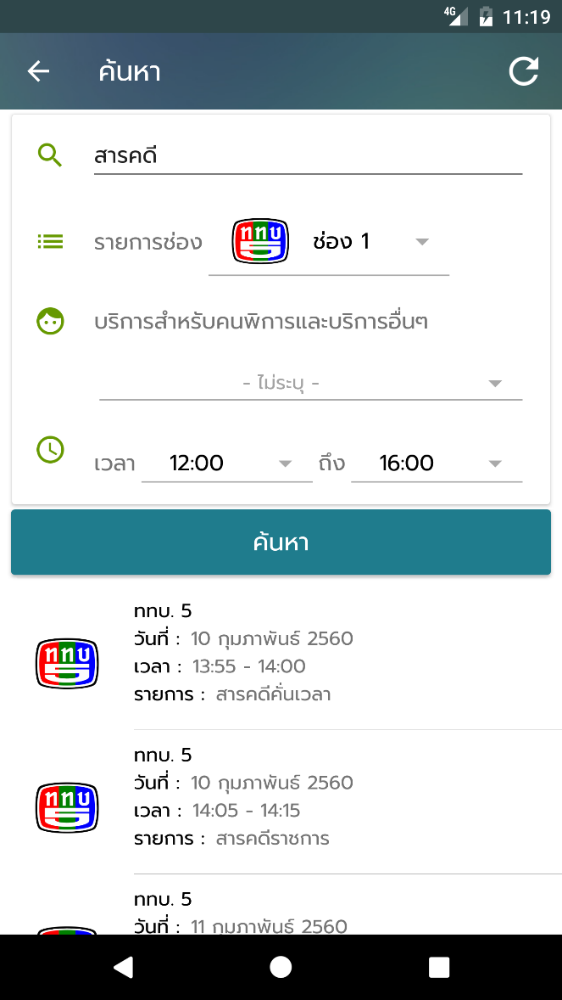 4G 11:19
ค้นหา
สารคดี
รายการช่อง ททบ ช่อง 1
บริการสำหรับคนพิการและบริการอื่นๆ
- ไม่ระบุ -
เวลา 12:00 ถึง 16:00
ค้นหา
ททบ. 5
วันที่ : 10 กุมภาพันธ์ 2560
ททบ
เวลา : 13:55 - 14:00
รายการ : สารคดีคั่นเวลา
ททบ. 5
วันที่ : 10 กุมภาพันธ์ 2560
ททบ
เวลา : 14:05 - 14:15
รายการ : สารคดีราชการ
ททบ. 5
วันที่ : 11 กุมภาพันธ์ 2560